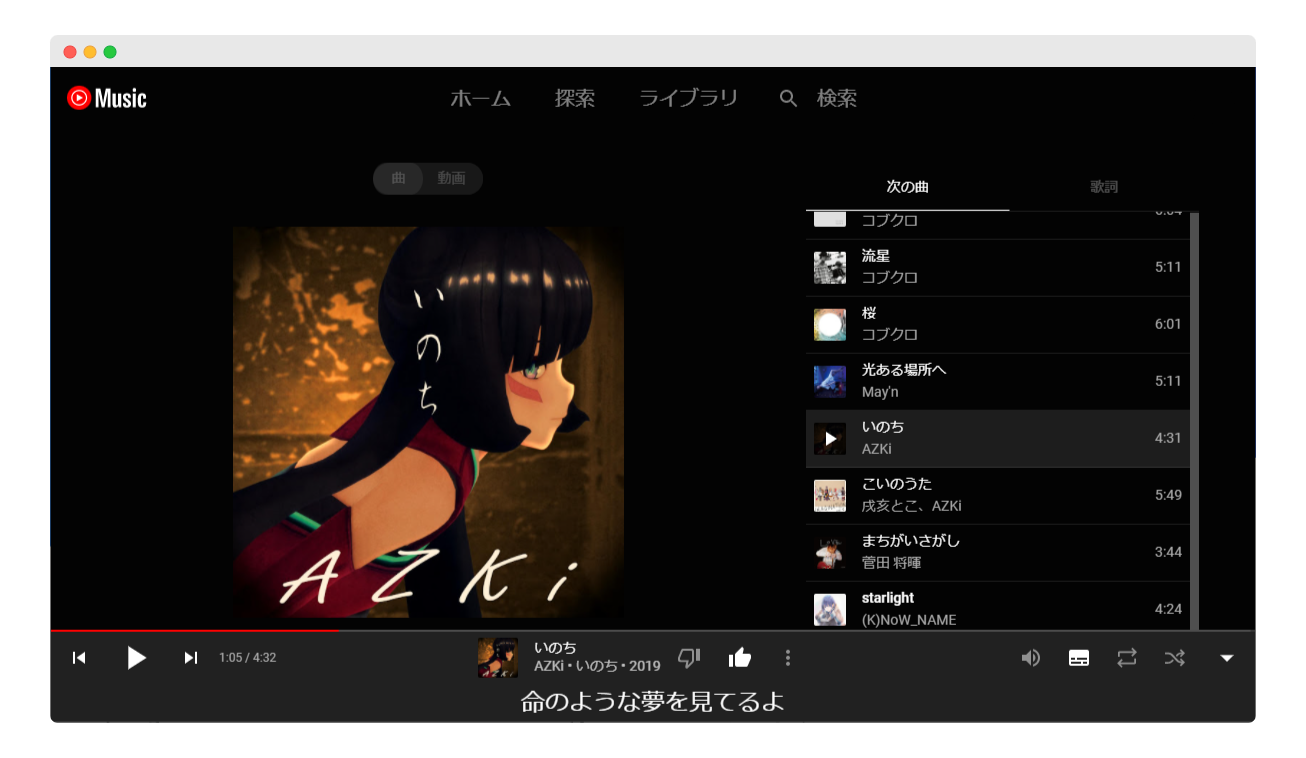 Music
ホーム 探索 ライブラリ 検索
曲 動画
次の曲 歌詞
コブクロ
流星
コブクロ
5:11
桜
コブクロ
6:01
光ある場所へ
May'n
5:11
いのち
AZKi
4:31
こいのうた
戌亥とこ、AZKi
5:49
まちがいさがし
菅田 将暉
3:44
starlight
(K)NoW_NAME
4:24
いのち
AZKi
1:05 / 4:32
いのち
AZKi • いのち • 2019
命のような夢を見てるよ